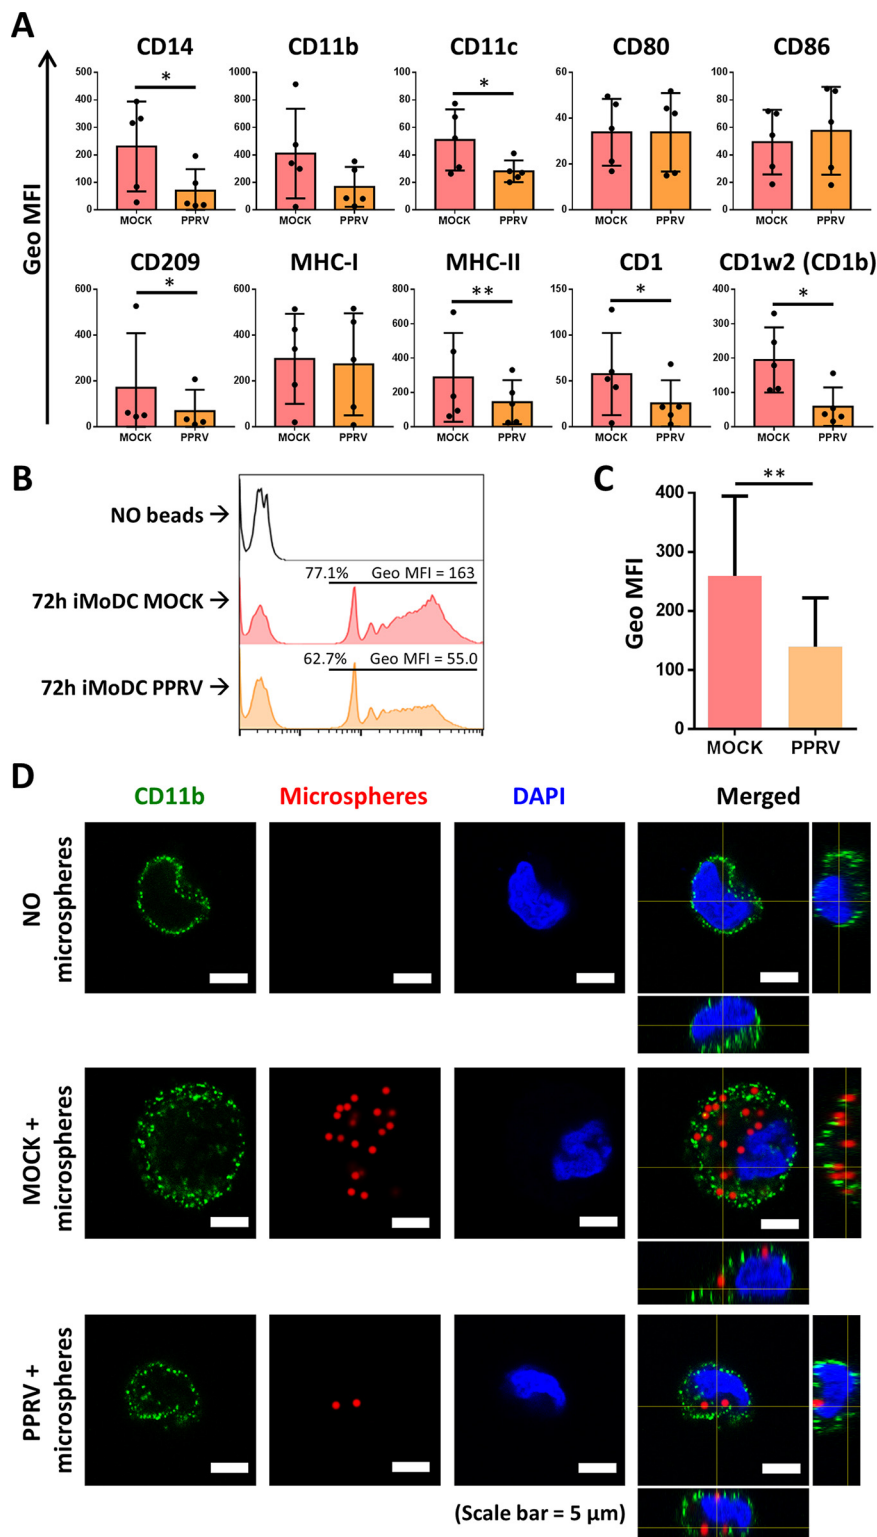 A
CD14 CD11b CD11c CD80 CD86
Geo MFI
500 400 300 200 100 0
*
MOCK PPRV
1000 800 600 400 200 0
MOCK PPRV
100 80 60 40 20 0
*
MOCK PPRV
60 40 20 0
MOCK PPRV
100 80 60 40 20 0
MOCK PPRV
CD209 MHC-I MHC-II CD1 CD1w2 (CD1b)
600 400 200 0
*
MOCK PPRV
600 400 200 0
MOCK PPRV
800 600 400 200 0
**
MOCK PPRV
150 100 50 0
*
MOCK PPRV
400 300 200 100 0
*
MOCK PPRV
B
NO beads →
72h iMoDC MOCK →
77.1% Geo MFI = 163
72h iMoDC PPRV →
62.7% Geo MFI = 55.0
C
Geo MFI
400
300
200
100
0
**
MOCK PPRV
D
CD11b Microspheres DAPI Merged
NO
microspheres
MOCK +
microspheres
PPRV +
microspheres
(Scale bar = 5 µm)